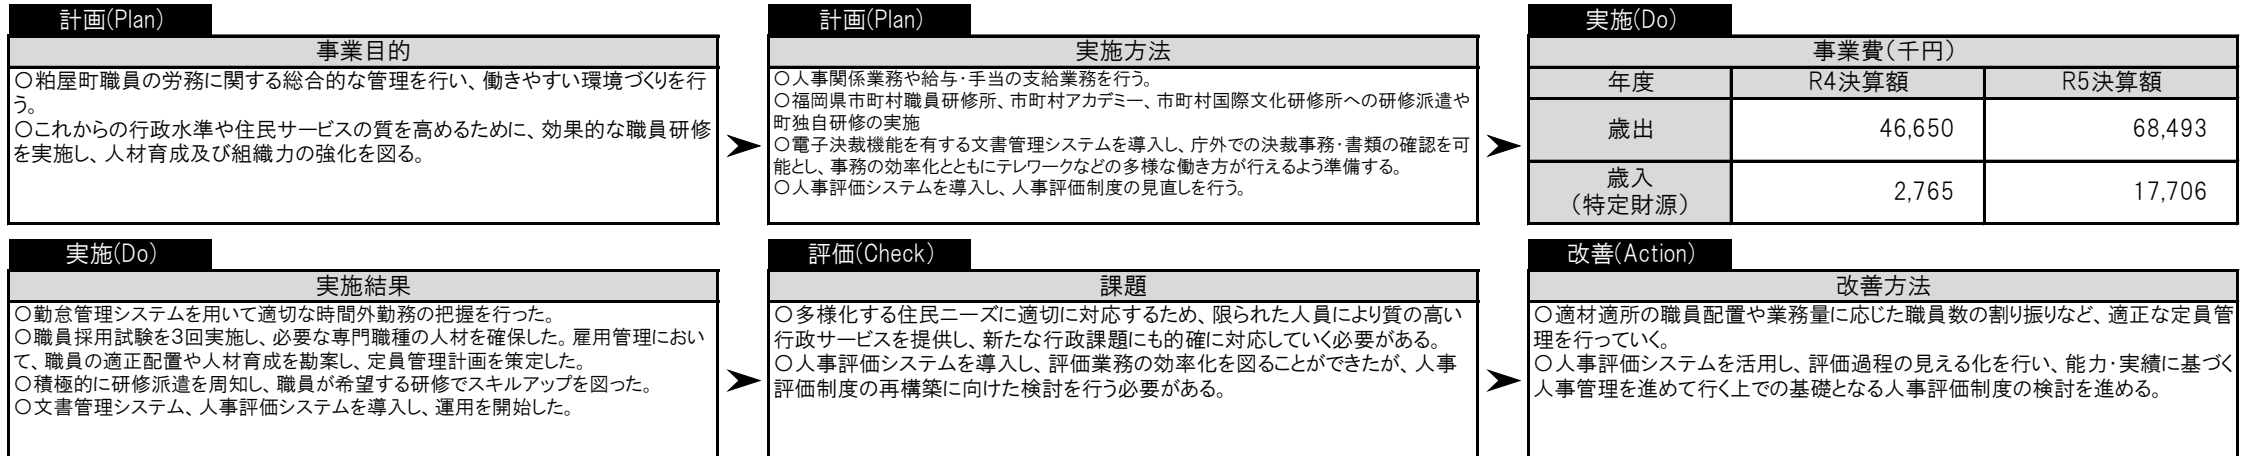 計画(Plan)
事業目的
〇粕屋町職員の労務に関する総合的な管理を行い、働きやすい環境づくりを行
う。
〇これからの行政水準や住民サービスの質を高めるために、効果的な職員研修
を実施し、人材育成及び組織力の強化を図る。
計画(Plan)
実施方法
〇人事関係業務や給与・手当の支給業務を行う。
〇福岡県市町村職員研修所、市町村アカデミー、市町村国際文化研修所への研修派遣や
町独自研修の実施
〇電子決裁機能を有する文書管理システムを導入し、庁外での決裁事務・書類の確認を可
能とし、事務の効率化とともにテレワークなどの多様な働き方が行えるよう準備する。
〇人事評価システムを導入し、人事評価制度の見直しを行う。
実施(Do)
事業費(千円)
年度 R4決算額 R5決算額
歳出 46,650 68,493
歳入
(特定財源) 2,765 17,706
実施(Do)
実施結果
〇勤怠管理システムを用いて適切な時間外勤務の把握を行った。
〇職員採用試験を3回実施し、必要な専門職種の人材を確保した。雇用管理におい
て、職員の適正配置や人材育成を勘案し、定員管理計画を策定した。
〇積極的に研修派遣を周知し、職員が希望する研修でスキルアップを図った。
〇文書管理システム、人事評価システムを導入し、運用を開始した。
評価(Check)
課題
〇多様化する住民ニーズに適切に対応するため、限られた人員により質の高い
行政サービスを提供し、新たな行政課題にも的確に対応していく必要がある。
〇人事評価システムを導入し、評価業務の効率化を図ることができたが、人事
評価制度の再構築に向けた検討を行う必要がある。
改善(Action)
改善方法
〇適材適所の職員配置や業務量に応じた職員数の割り振りなど、適正な定員管
理を行っていく。
〇人事評価システムを活用し、評価過程の見える化を行い、能力・実績に基づく
人事管理を進めて行く上での基礎となる人事評価制度の検討を進める。